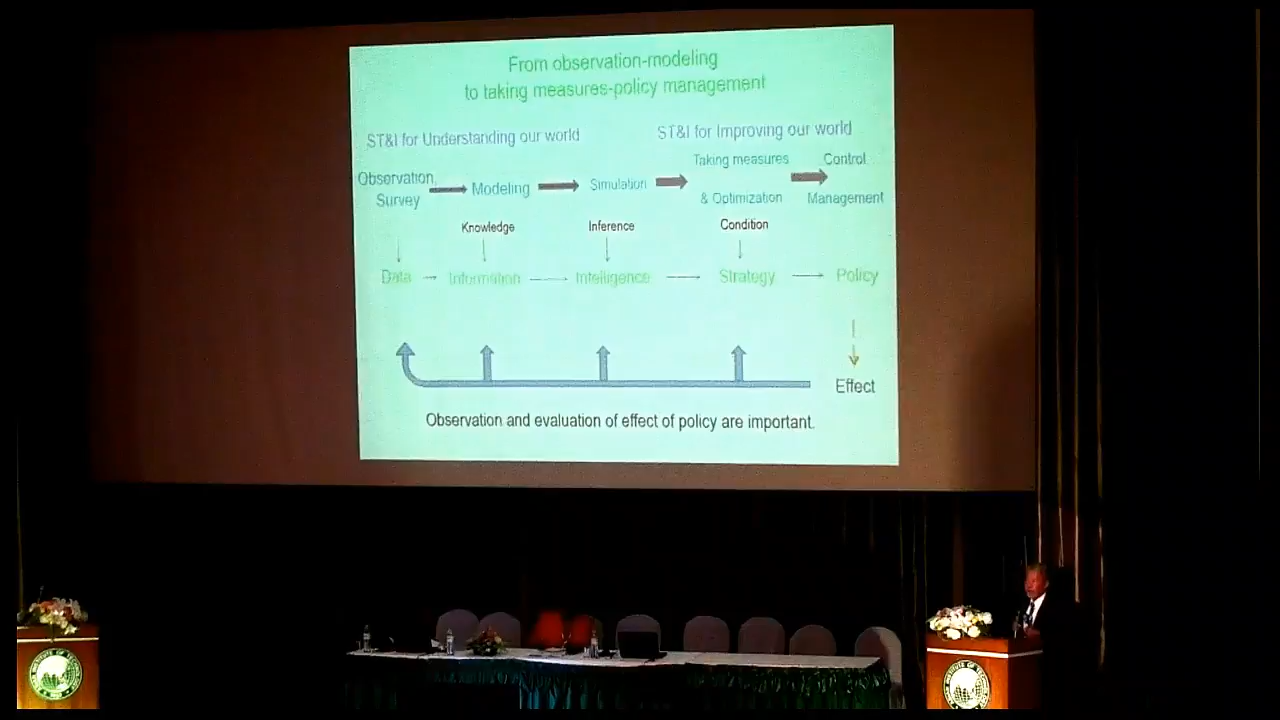 From observation-modeling
to taking measures-policy management
ST&I for Understanding our world
ST&I for Improving our world
Observation,
Survey
Modeling
Simulation
Taking measures
& Optimization
Control
Management
Knowledge
Inference
Condition
Data
Information
Intelligence
Strategy
Policy
Effect
Observation and evaluation of effect of policy are important.
INSTITUTE OF